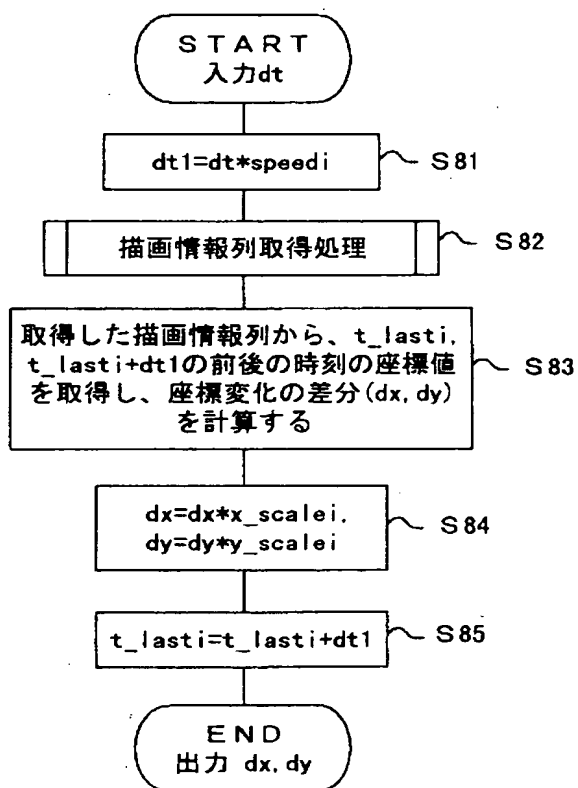 START
入力dt
dt1=dt*speedi
S81
描画情報列取得処理
S82
取得した描画情報列から、t_lasti,
t_lasti+dt1の前後の時刻の座標値
を取得し、座標変化の差分(dx,dy)
を計算する
S83
dx=dx*x_scalei,
dy=dy*y_scalei
S84
t_lasti=t_lasti+dt1
S85
END
出力 dx,dy